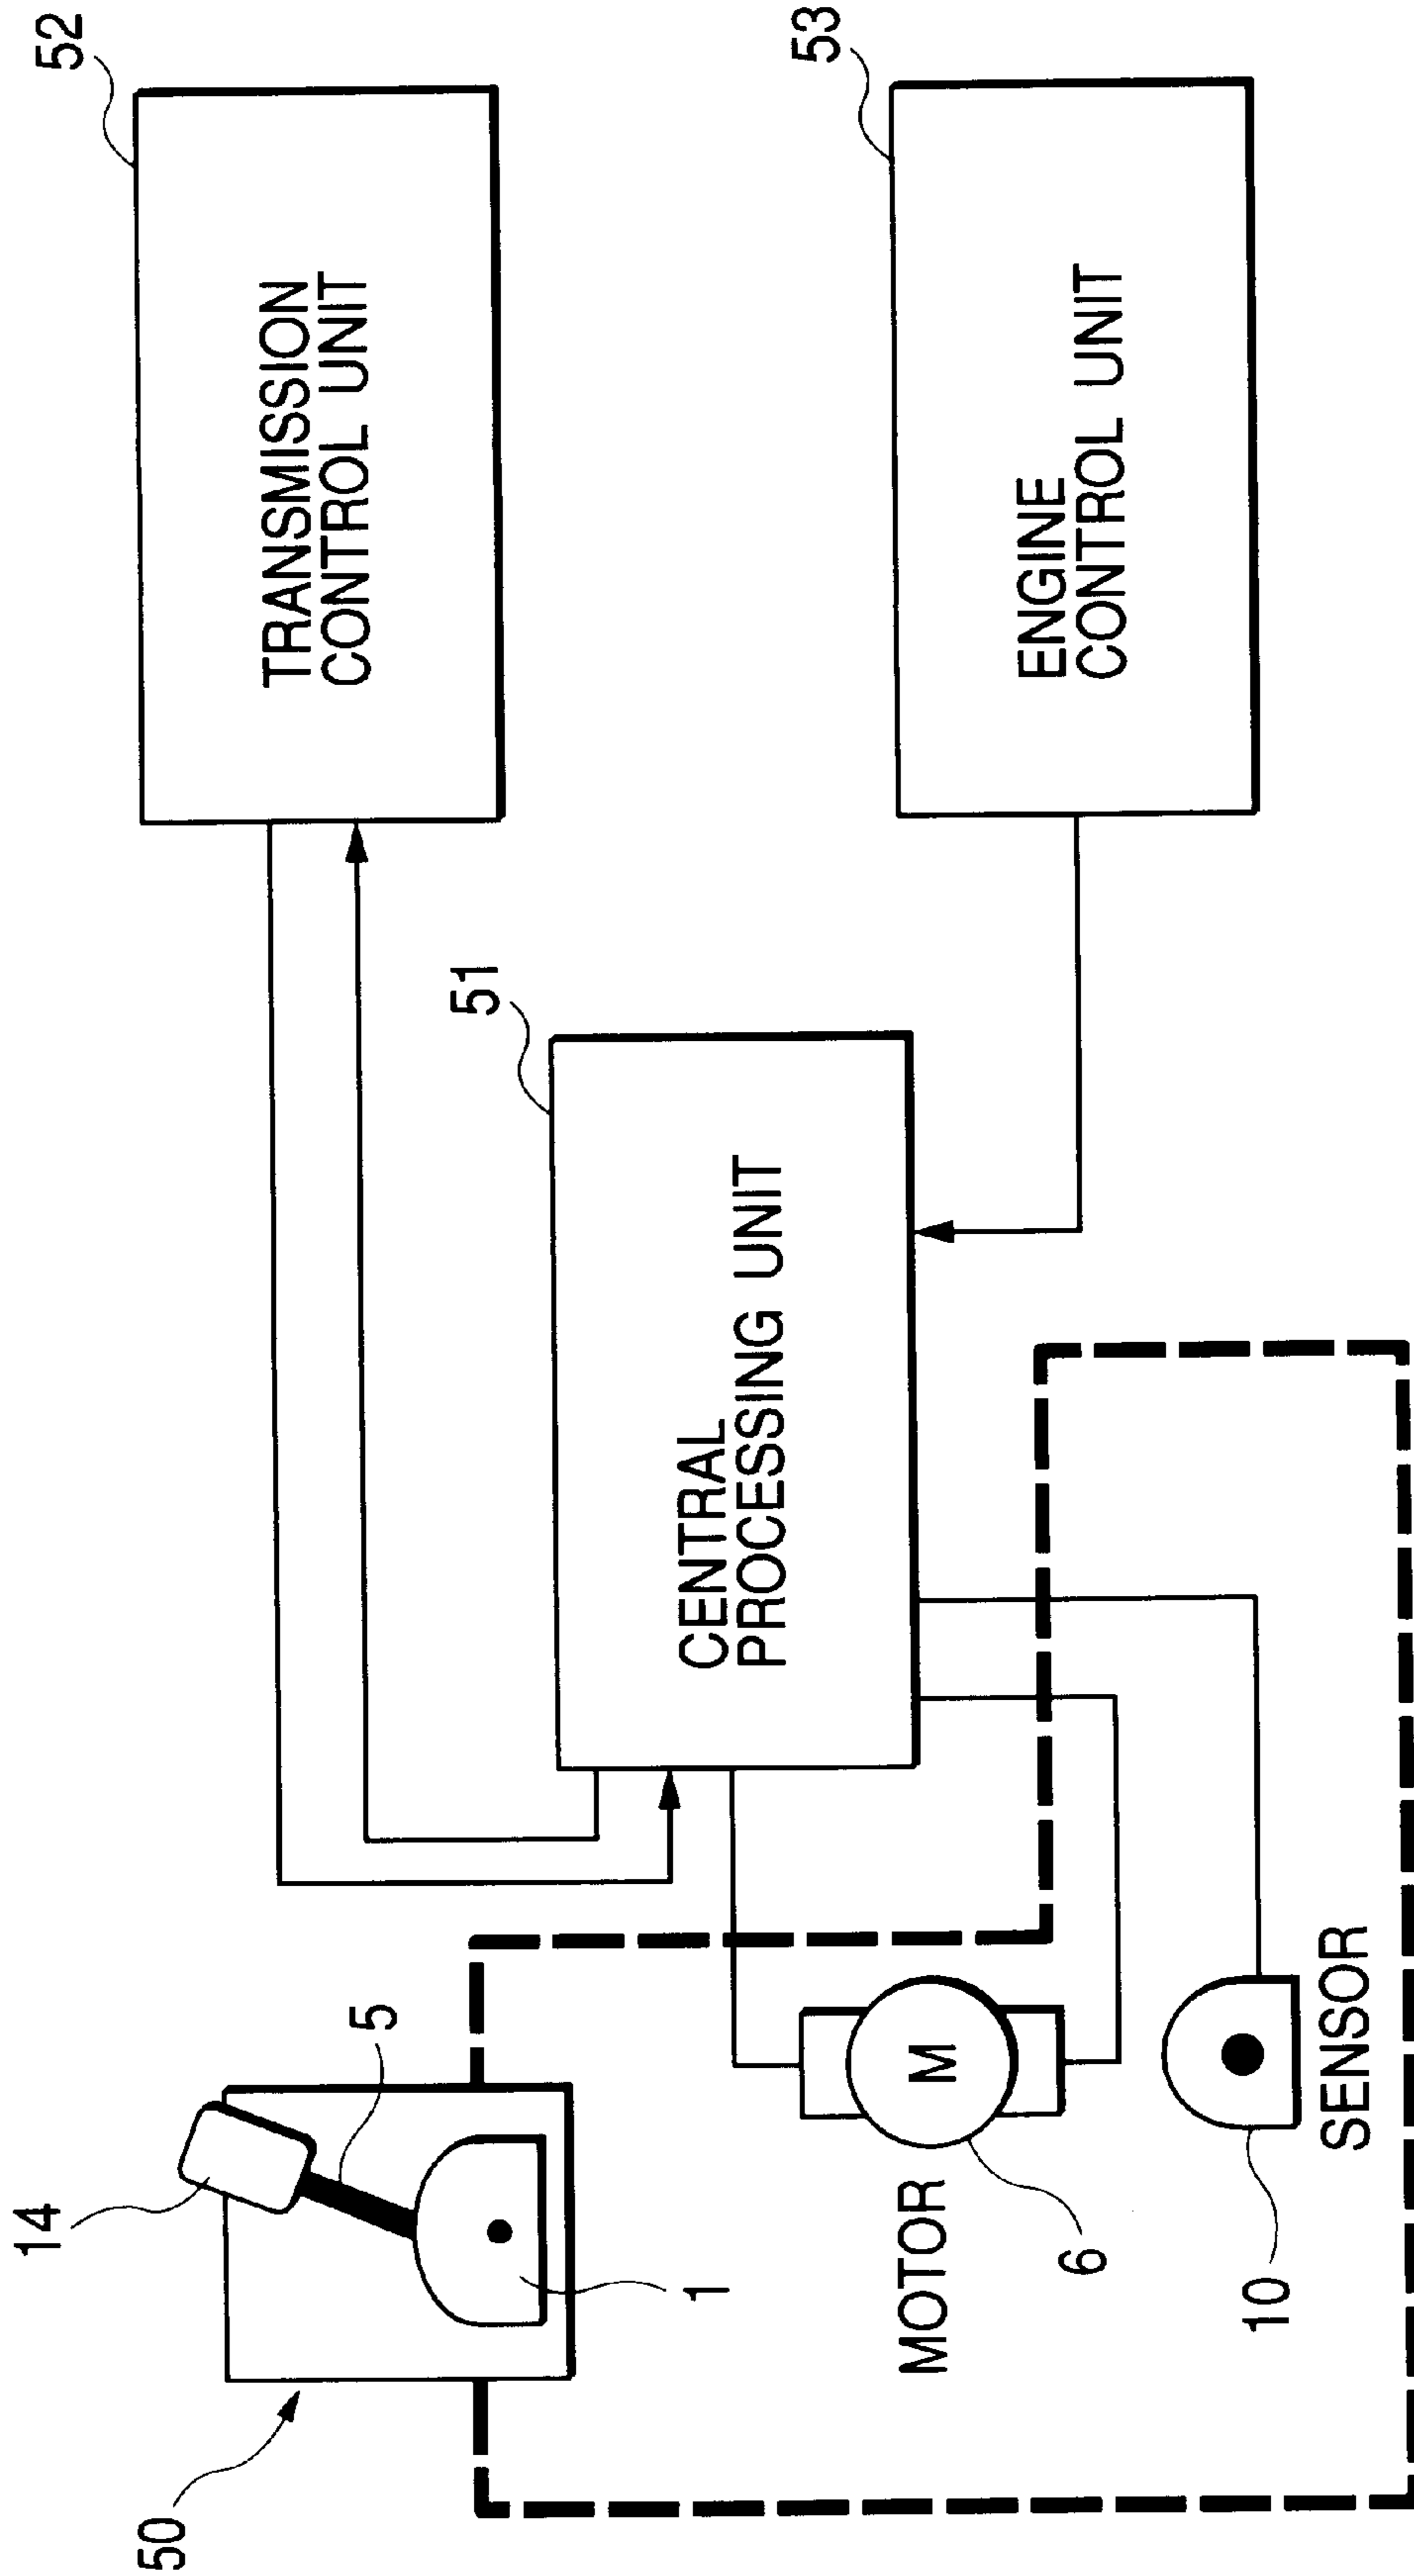 52
TRANSMISSION
CONTROL UNIT
53
ENGINE
CONTROL UNIT
51
CENTRAL
PROCESSING UNIT
14
5
1
50
MOTOR
M
6
10
SENSOR